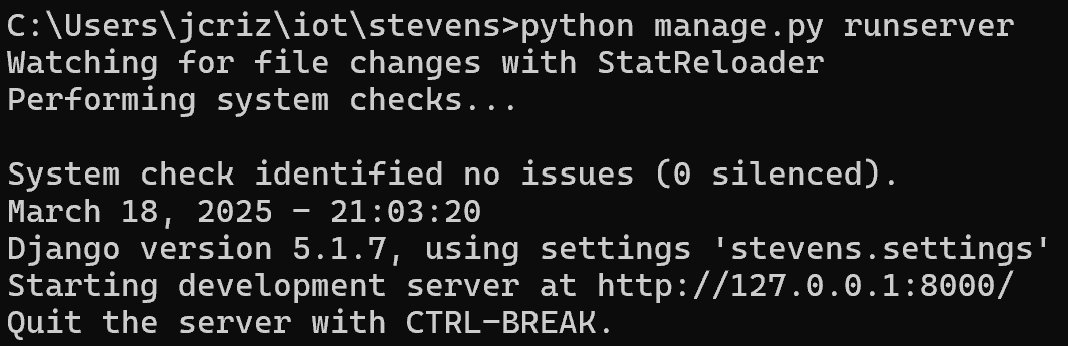 C:\Users\jcriz\iot\stevens>python manage.py runserver
Watching for file changes with StatReloader
Performing system checks...

System check identified no issues (0 silenced).
March 18, 2025 - 21:03:20
Django version 5.1.7, using settings 'stevens.settings'
Starting development server at http://127.0.0.1:8000/
Quit the server with CTRL-BREAK.